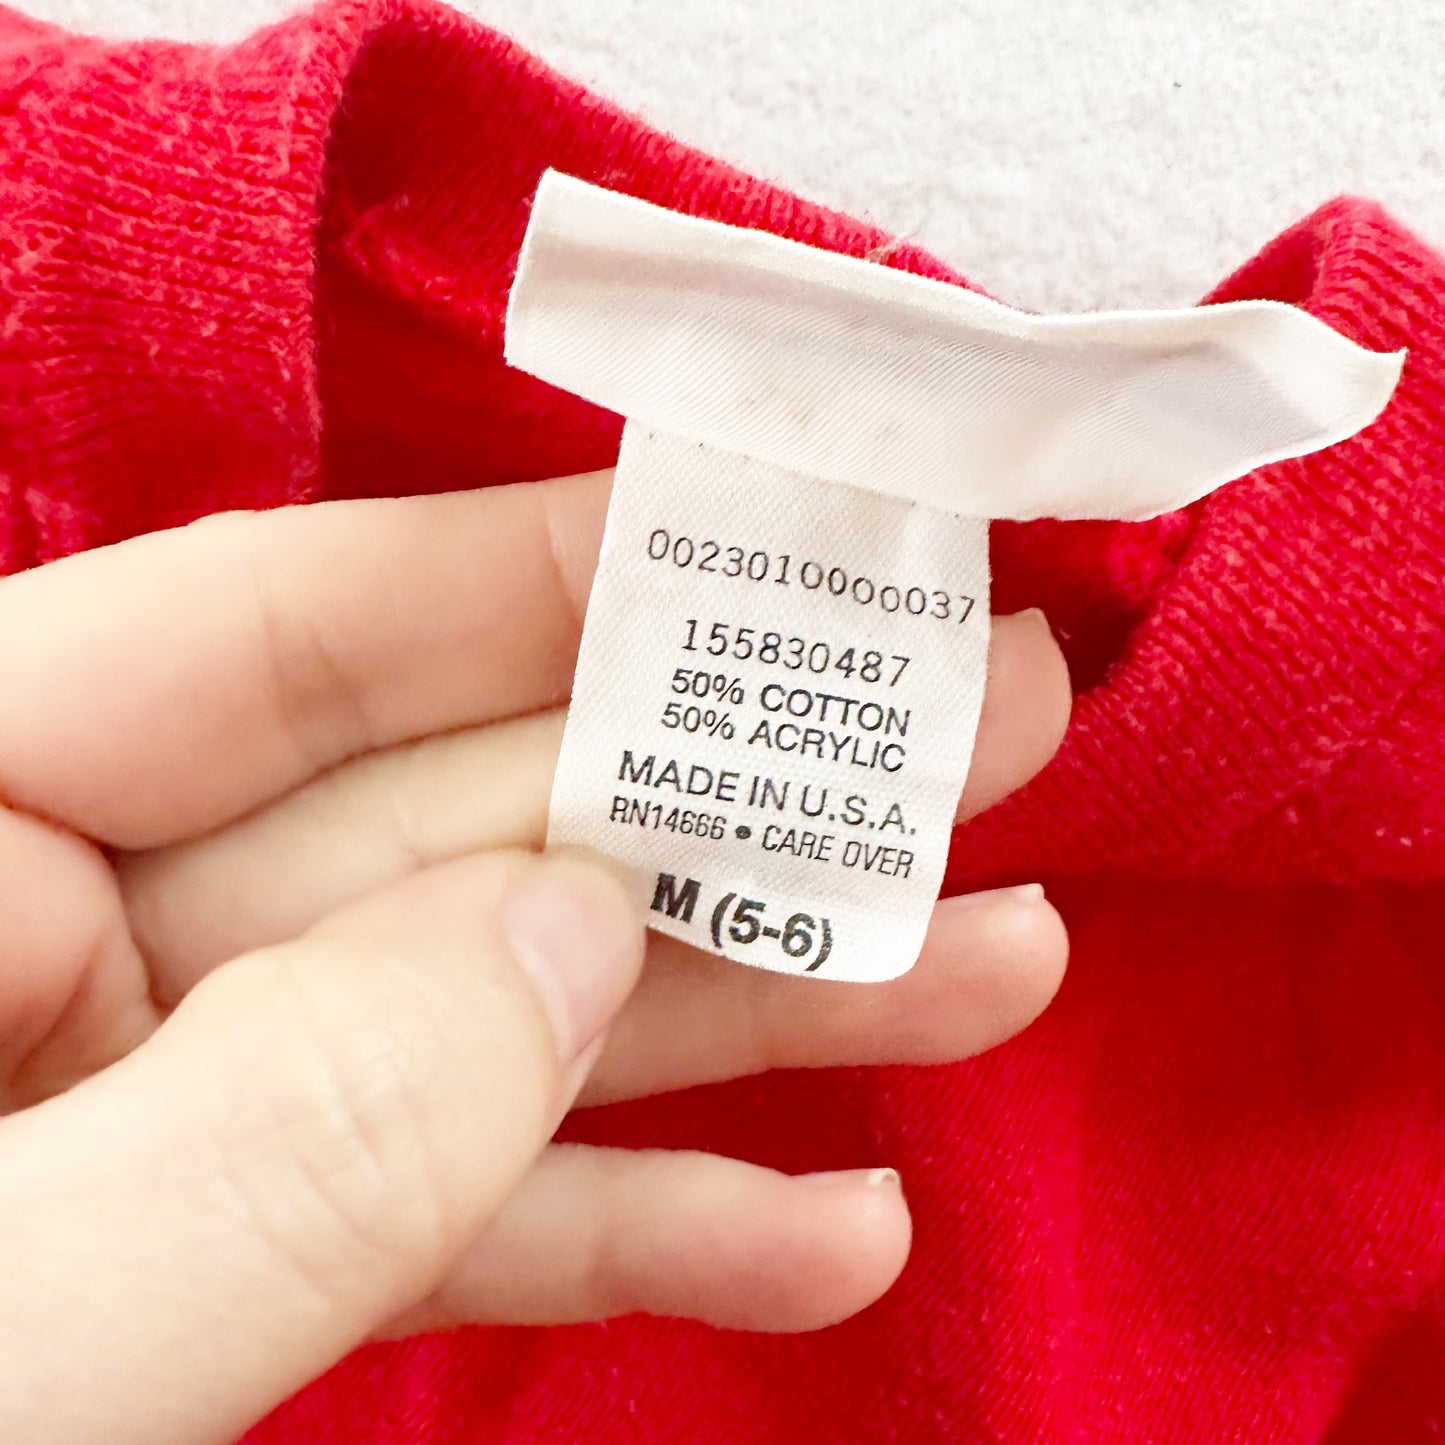 0023010000037
155830487
50% COTTON
50% ACRYLIC
MADE IN U.S.A.
RN14666 • CARE OVER
M (5-6)